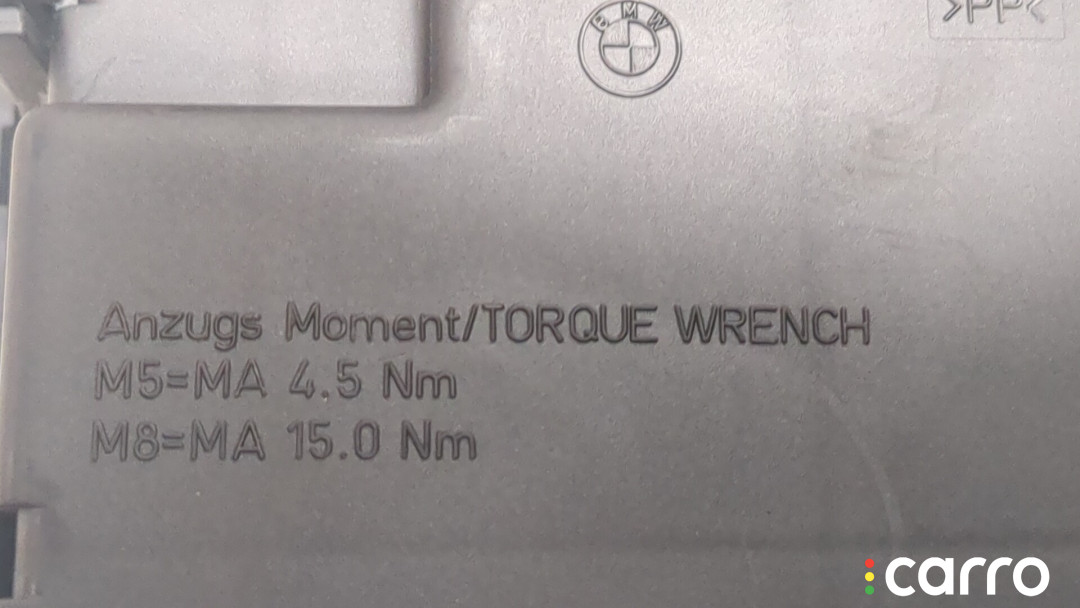 BMW
>PP<
Anzugs Moment/TORQUE WRENCH
M5=MA 4.5 Nm
M8=MA 15.0 Nm
carro